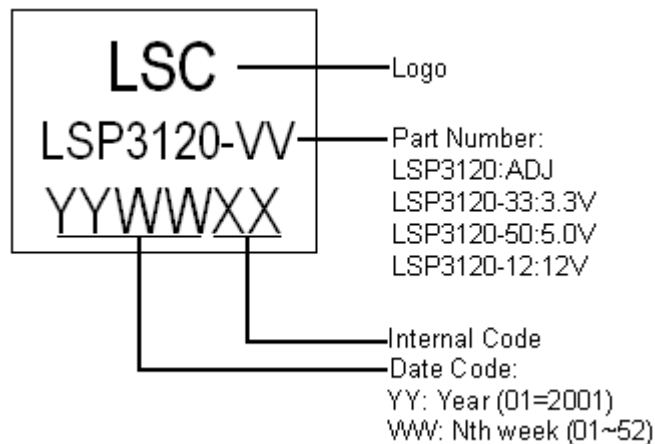 LSC
LSP3120-VV
YYWWXX
Logo
Part Number:
LSP3120:ADJ
LSP3120-33:3.3V
LSP3120-50:5.0V
LSP3120-12:12V
Internal Code
Date Code:
YY: Year (01=2001)
WW: Nth week (01~52)